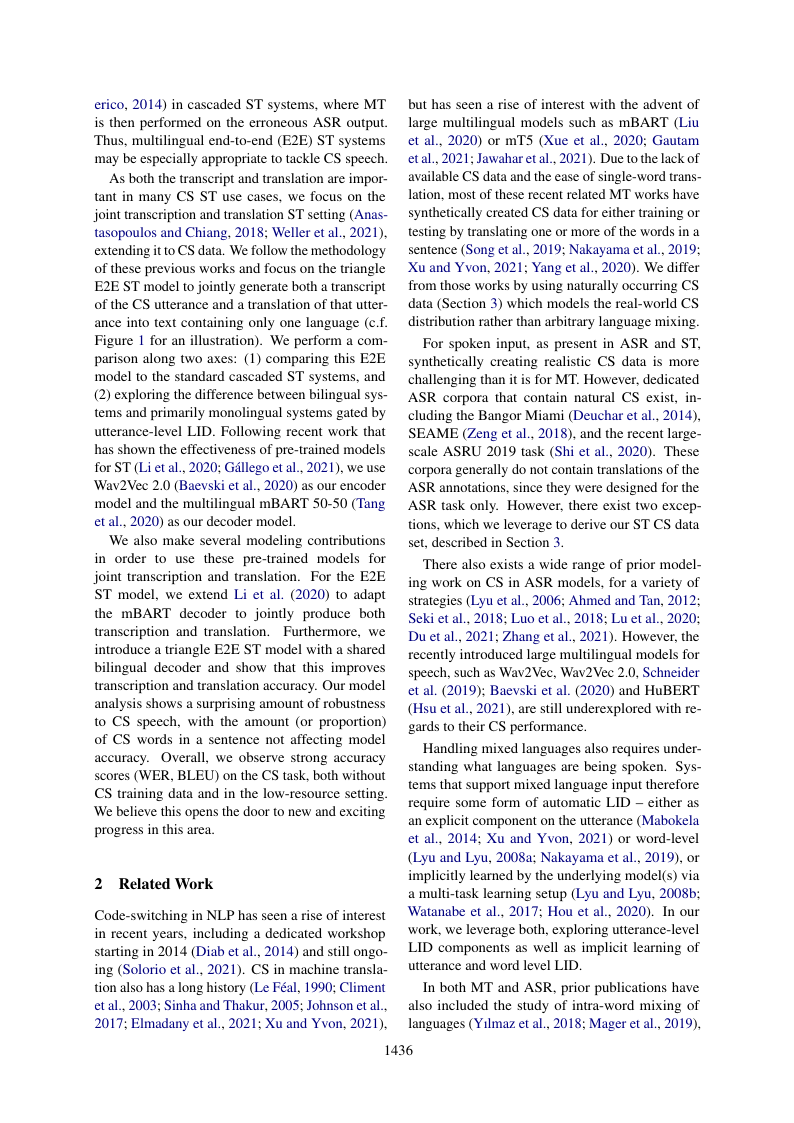 erico, 2014) in cascaded ST systems, where MT
is then performed on the erroneous ASR output.
Thus, multilingual end-to-end (E2E) ST systems
may be especially appropriate to tackle CS speech.
As both the transcript and translation are impor-
tant in many CS ST use cases, we focus on the
joint transcription and translation ST setting (Anas-
tasopoulos and Chiang, 2018; Weller et al., 2021),
extending it to CS data. We follow the methodology
of these previous works and focus on the triangle
E2E ST model to jointly generate both a transcript
of the CS utterance and a translation of that utter-
ance into text containing only one language (c.f.
Figure 1 for an illustration). We perform a com-
parison along two axes: (1) comparing this E2E
model to the standard cascaded ST systems, and
(2) exploring the difference between bilingual sys-
tems and primarily monolingual systems gated by
utterance-level LID. Following recent work that
has shown the effectiveness of pre-trained models
for ST (Li et al., 2020; Gállego et al., 2021), we use
Wav2Vec 2.0 (Baevski et al., 2020) as our encoder
model and the multilingual mBART 50-50 (Tang
et al., 2020) as our decoder model.
We also make several modeling contributions
in order to use these pre-trained models for
joint transcription and translation. For the E2E
ST model, we extend Li et al. (2020) to adapt
the mBART decoder to jointly produce both
transcription and translation. Furthermore, we
introduce a triangle E2E ST model with a shared
bilingual decoder and show that this improves
transcription and translation accuracy. Our model
analysis shows a surprising amount of robustness
to CS speech, with the amount (or proportion)
of CS words in a sentence not affecting model
accuracy. Overall, we observe strong accuracy
scores (WER, BLEU) on the CS task, both without
CS training data and in the low-resource setting.
We believe this opens the door to new and exciting
progress in this area.
2 Related Work
Code-switching in NLP has seen a rise of interest
in recent years, including a dedicated workshop
starting in 2014 (Diab et al., 2014) and still ongo-
ing (Solorio et al., 2021). CS in machine transla-
tion also has a long history (Le Féal, 1990; Climent
et al., 2003; Sinha and Thakur, 2005; Johnson et al.,
2017; Elmadany et al., 2021; Xu and Yvon, 2021),
but has seen a rise of interest with the advent of
large multilingual models such as mBART (Liu
et al., 2020) or mT5 (Xue et al., 2020; Gautam
et al., 2021; Jawahar et al., 2021). Due to the lack of
available CS data and the ease of single-word trans-
lation, most of these recent related MT works have
synthetically created CS data for either training or
testing by translating one or more of the words in a
sentence (Song et al., 2019; Nakayama et al., 2019;
Xu and Yvon, 2021; Yang et al., 2020). We differ
from those works by using naturally occurring CS
data (Section 3) which models the real-world CS
distribution rather than arbitrary language mixing.
For spoken input, as present in ASR and ST,
synthetically creating realistic CS data is more
challenging than it is for MT. However, dedicated
ASR corpora that contain natural CS exist, in-
cluding the Bangor Miami (Deuchar et al., 2014),
SEAME (Zeng et al., 2018), and the recent large-
scale ASRU 2019 task (Shi et al., 2020). These
corpora generally do not contain translations of the
ASR annotations, since they were designed for the
ASR task only. However, there exist two excep-
tions, which we leverage to derive our ST CS data
set, described in Section 3.
There also exists a wide range of prior model-
ing work on CS in ASR models, for a variety of
strategies (Lyu et al., 2006; Ahmed and Tan, 2012;
Seki et al., 2018; Luo et al., 2018; Lu et al., 2020;
Du et al., 2021; Zhang et al., 2021). However, the
recently introduced large multilingual models for
speech, such as Wav2Vec, Wav2Vec 2.0, Schneider
et al. (2019); Baevski et al. (2020) and HuBERT
(Hsu et al., 2021), are still underexplored with re-
gards to their CS performance.
Handling mixed languages also requires under-
standing what languages are being spoken. Sys-
tems that support mixed language input therefore
require some form of automatic LID – either as
an explicit component on the utterance (Mabokela
et al., 2014; Xu and Yvon, 2021) or word-level
(Lyu and Lyu, 2008a; Nakayama et al., 2019), or
implicitly learned by the underlying model(s) via
a multi-task learning setup (Lyu and Lyu, 2008b;
Watanabe et al., 2017; Hou et al., 2020). In our
work, we leverage both, exploring utterance-level
LID components as well as implicit learning of
utterance and word level LID.
In both MT and ASR, prior publications have
also included the study of intra-word mixing of
languages (Yılmaz et al., 2018; Mager et al., 2019),
1436